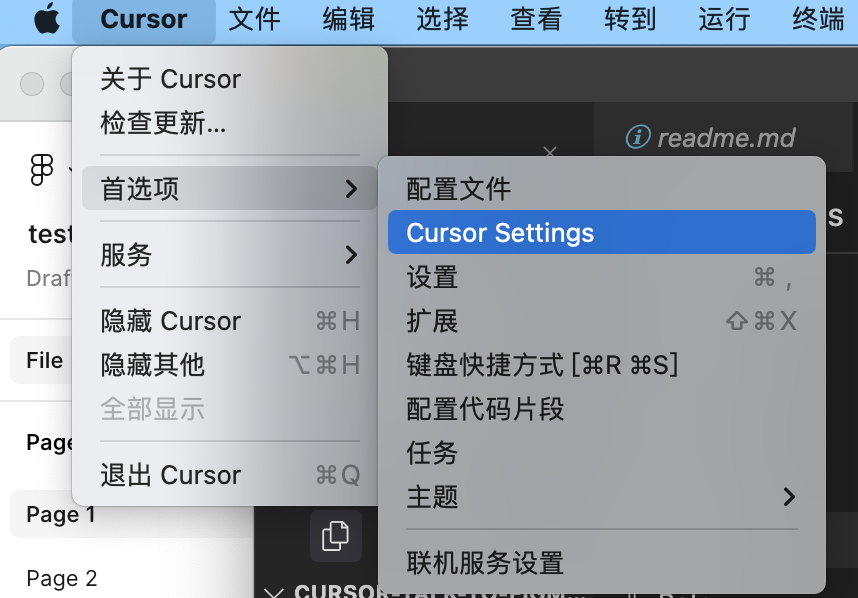 Cursor 文件 编辑 选择 查看 转到 运行 终端
关于 Cursor
检查更新...
首选项
服务
隐藏 Cursor ⌘H
隐藏其他 ⌥⌘H
全部显示
退出 Cursor ⌘Q
readme.md
配置文件
Cursor Settings
设置 ⌘ ,
扩展 ⇧⌘X
键盘快捷方式 [⌘R ⌘S]
配置代码片段
任务
主题
联机服务设置
test
Draf
File
Page
Page 1
Page 2
s